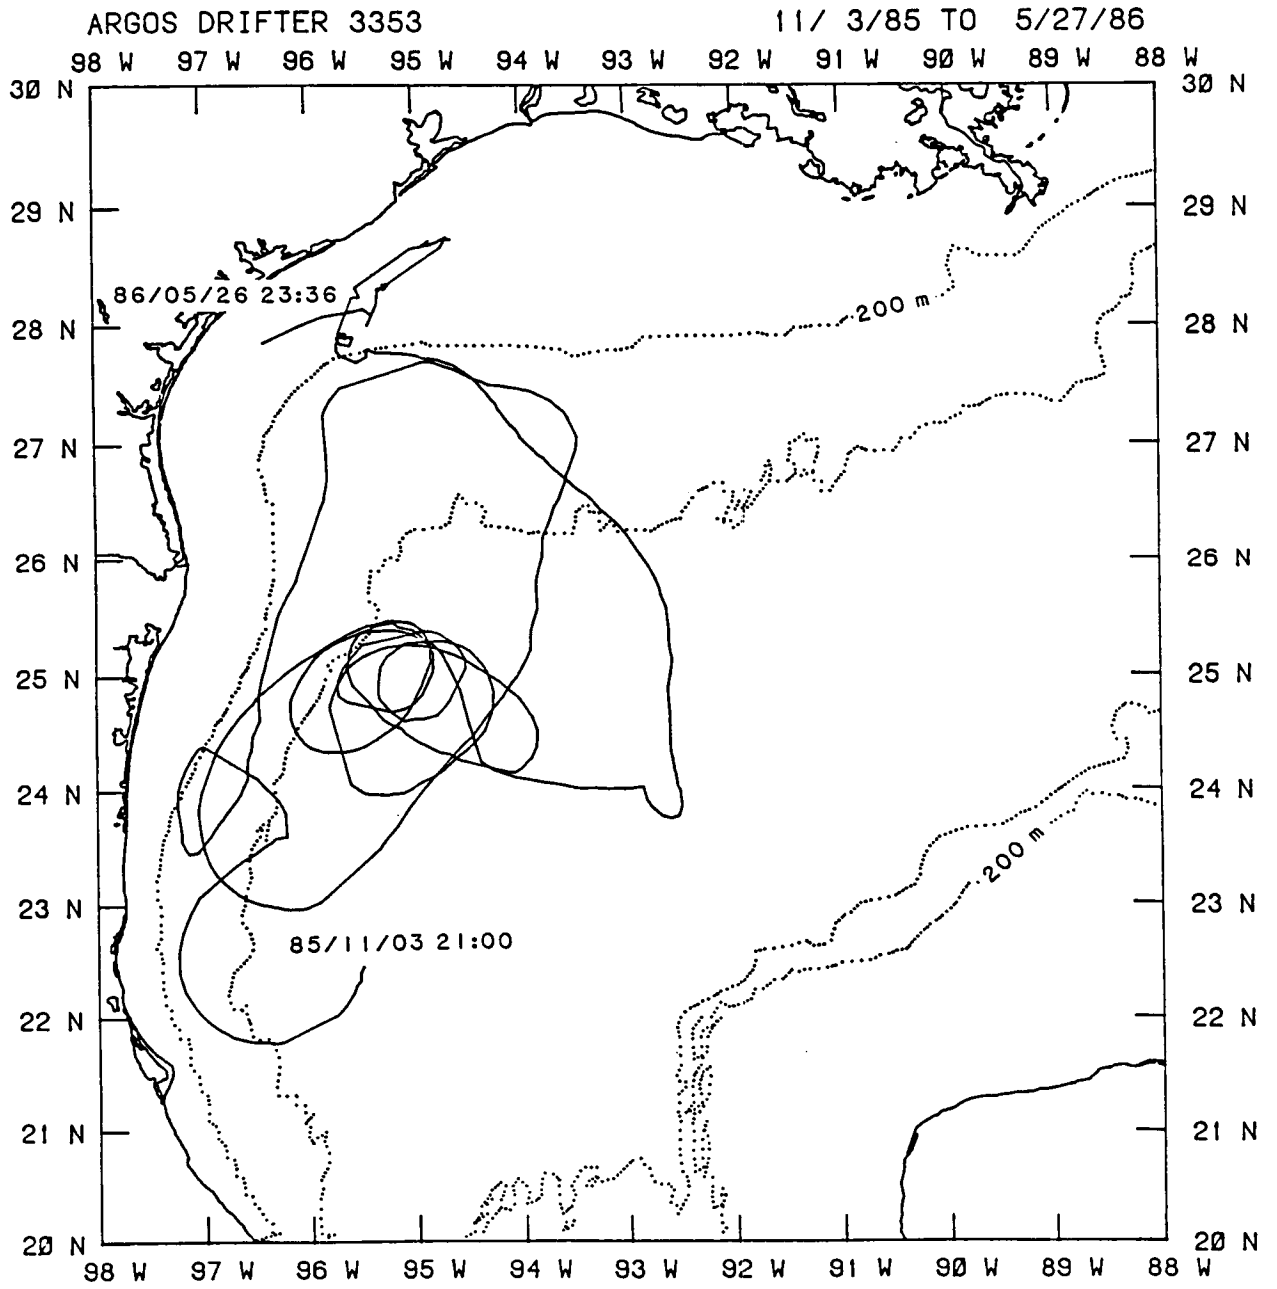 ARGOS DRIFTER 3353 11/ 3/85 TO 5/27/86
98 W 97 W 96 W 95 W 94 W 93 W 92 W 91 W 90 W 89 W 88 W
30 N 30 N
29 N 29 N
86/05/26 23:36
200 m
28 N 28 N
27 N 27 N
26 N 26 N
25 N 25 N
24 N 24 N
200 m
23 N 23 N
85/11/03 21:00
22 N 22 N
21 N 21 N
20 N 20 N
98 W 97 W 96 W 95 W 94 W 93 W 92 W 91 W 90 W 89 W 88 W